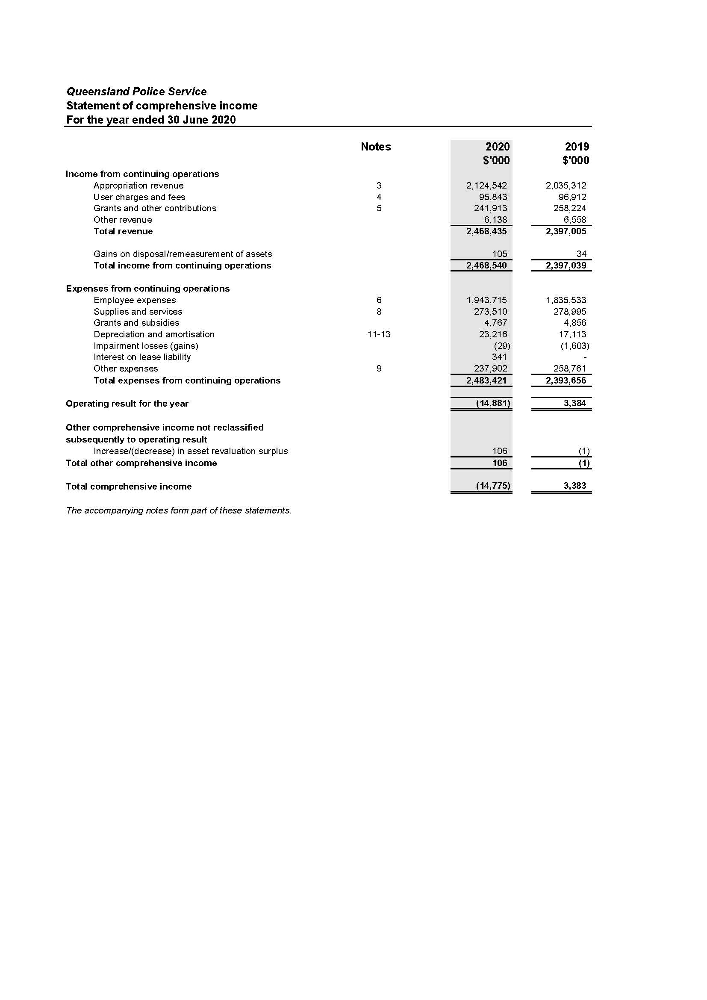 Queensland Police Service
Statement of comprehensive income
For the year ended 30 June 2020
Notes 2020 2019
$'000 $'000
Income from continuing operations
Appropriation revenue 3 2,124,542 2,035,312
User charges and fees 4 95,843 96,912
Grants and other contributions 5 241,913 258,224
Other revenue 6,138 6,558
Total revenue 2,468,435 2,397,005
Gains on disposal/remeasurement of assets 105 34
Total income from continuing operations 2,468,540 2,397,039
Expenses from continuing operations
Employee expenses 6 1,943,715 1,835,533
Supplies and services 8 273,510 278,995
Grants and subsidies 4,767 4,856
Depreciation and amortisation 11-13 23,216 17,113
Impairment losses (gains) (29) (1,603)
Interest on lease liability 341 -
Other expenses 9 237,902 258,761
Total expenses from continuing operations 2,483,421 2,393,656
Operating result for the year (14,881) 3,384
Other comprehensive income not reclassified
subsequently to operating result
Increase/(decrease) in asset revaluation surplus 106 (1)
Total other comprehensive income 106 (1)
Total comprehensive income (14,775) 3,383
The accompanying notes form part of these statements.